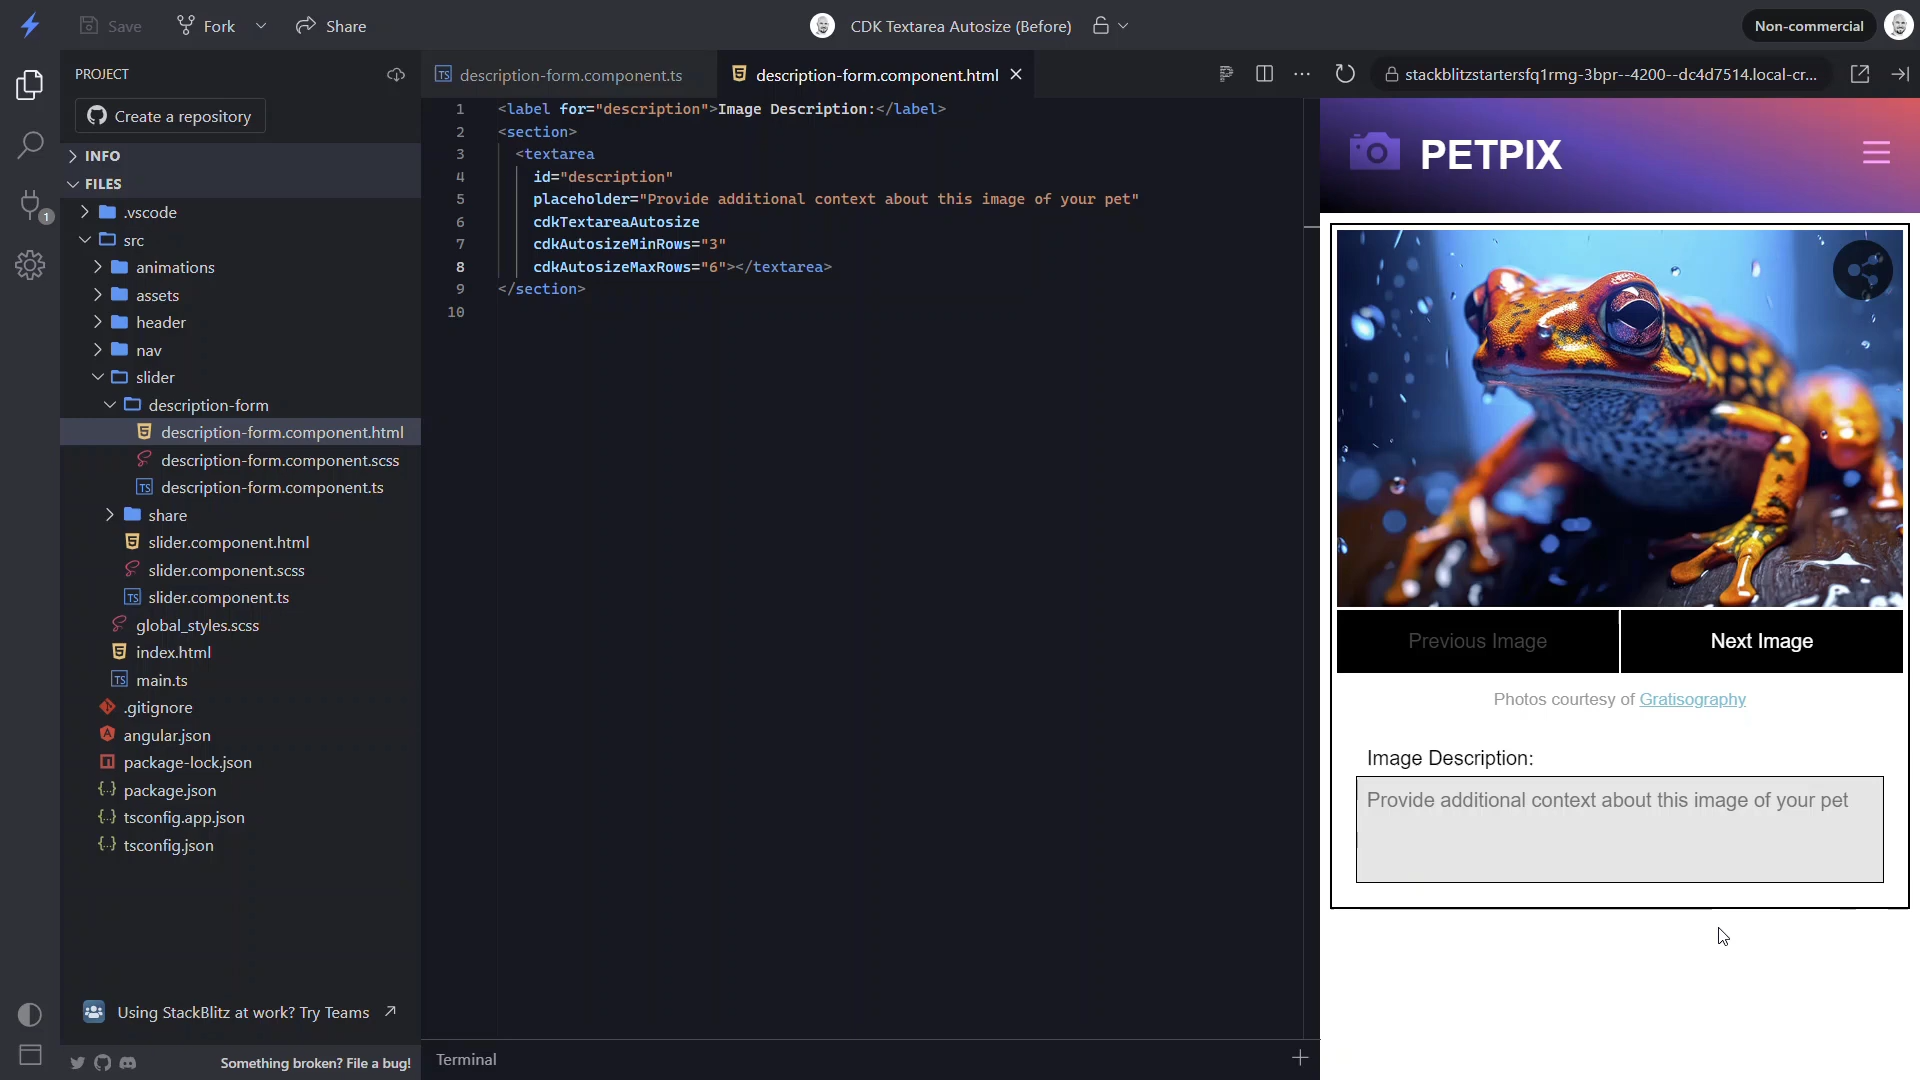 Save
Fork
Share
CDK Textarea Autosize (Before)
Non-commercial
PROJECT
Create a repository
INFO
FILES
.vscode
src
animations
assets
header
nav
slider
description-form
description-form.component.html
description-form.component.scss
description-form.component.ts
share
slider.component.html
slider.component.scss
slider.component.ts
global_styles.scss
index.html
main.ts
.gitignore
angular.json
package-lock.json
package.json
tsconfig.app.json
tsconfig.json
Using StackBlitz at work? Try Teams
Something broken? File a bug!
1
description-form.component.ts
description-form.component.html
1 <label for="description">Image Description:</label>
2 <section>
3 <textarea
4 id="description"
5 placeholder="Provide additional context about this image of your pet"
6 cdkTextareaAutosize
7 cdkAutosizeMinRows="3"
8 cdkAutosizeMaxRows="6"></textarea>
9 </section>
10
Terminal
stackblitzstartersfq1rmg-3bpr--4200--dc4d7514.local-cr...
PETPIX
Previous Image
Next Image
Photos courtesy of Gratisography
Image Description:
Provide additional context about this image of your pet